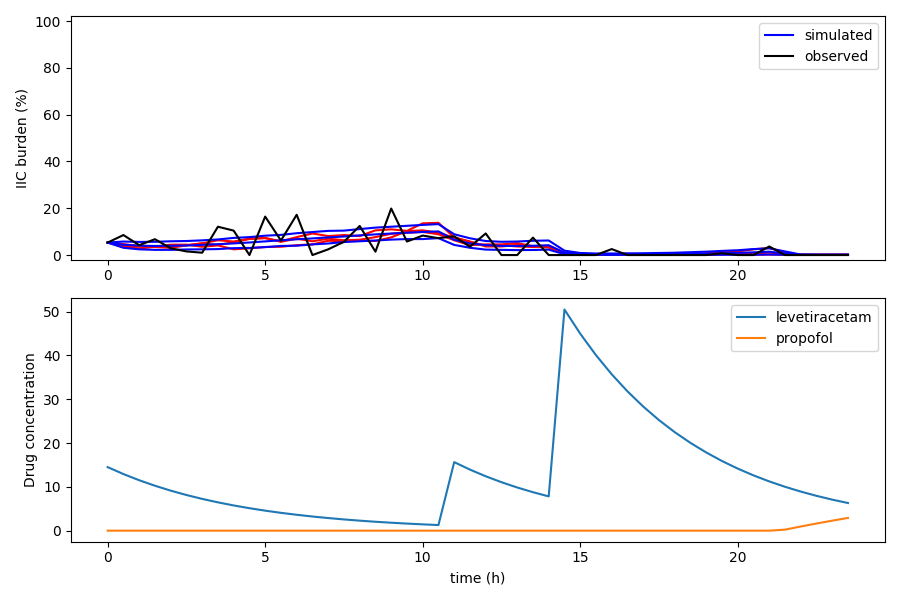 100
80
60
40
20
0
IIC burden (%)
simulated
observed
0 5 10 15 20
50
40
30
20
10
0
Drug concentration
levetiracetam
propofol
0 5 10 15 20
time (h)